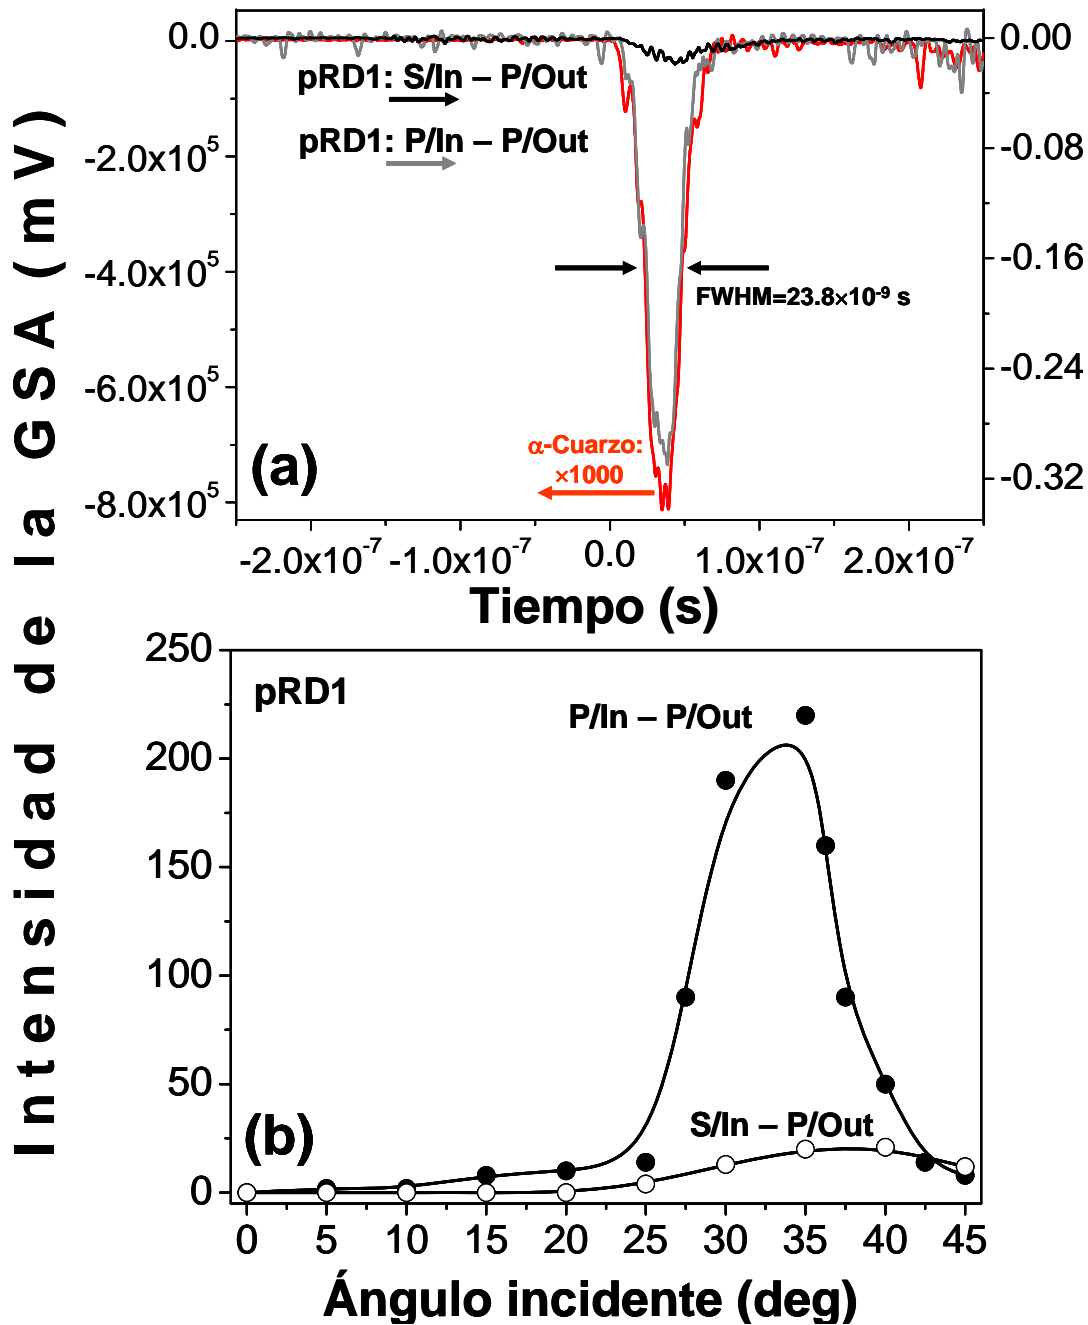 Intensidad de la GSA (mV)
0.0
-2.0x10⁵
-4.0x10⁵
-6.0x10⁵
-8.0x10⁵
0.00
-0.08
-0.16
-0.24
-0.32
pRD1: S/In – P/Out
pRD1: P/In – P/Out
FWHM=23.8×10⁻⁹ s
α-Cuarzo:
×1000
(a)
-2.0x10⁻⁷ -1.0x10⁻⁷ 0.0 1.0x10⁻⁷ 2.0x10⁻⁷
Tiempo (s)
250
200
150
100
50
0
pRD1
P/In – P/Out
S/In – P/Out
(b)
0 5 10 15 20 25 30 35 40 45
Ángulo incidente (deg)